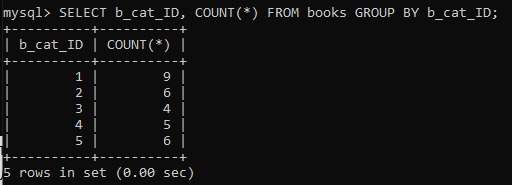 mysql> SELECT b_cat_ID, COUNT(*) FROM books GROUP BY b_cat_ID;
+----------+----------+
| b_cat_ID | COUNT(*) |
+----------+----------+
|        1 |        9 |
|        2 |        6 |
|        3 |        4 |
|        4 |        5 |
|        5 |        6 |
+----------+----------+
5 rows in set (0.00 sec)